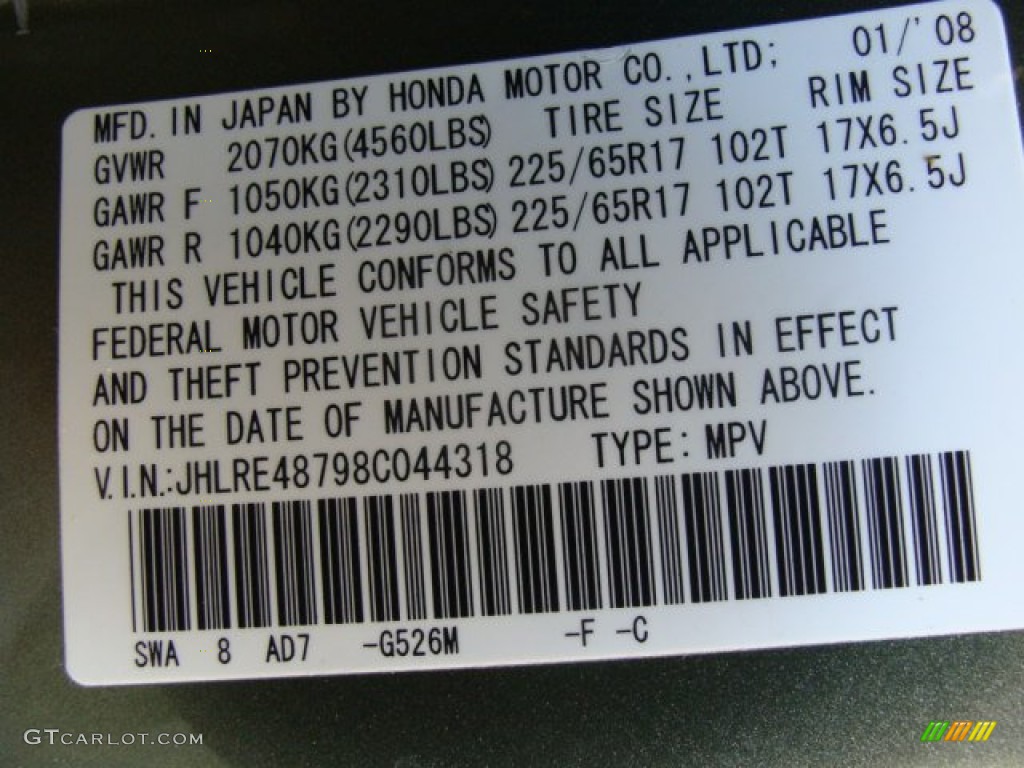 MFD. IN JAPAN BY HONDA MOTOR CO.,LTD; 01/'08
GVWR 2070KG(4560LBS) TIRE SIZE RIM SIZE
GAWR F 1050KG(2310LBS) 225/65R17 102T 17X6.5J
GAWR R 1040KG(2290LBS) 225/65R17 102T 17X6.5J
THIS VEHICLE CONFORMS TO ALL APPLICABLE
FEDERAL MOTOR VEHICLE SAFETY
AND THEFT PREVENTION STANDARDS IN EFFECT
ON THE DATE OF MANUFACTURE SHOWN ABOVE.
V.I.N.:JHLRE48798C044318 TYPE: MPV
SWA 8 AD7 -G526M -F -C
GTCARLOT.COM